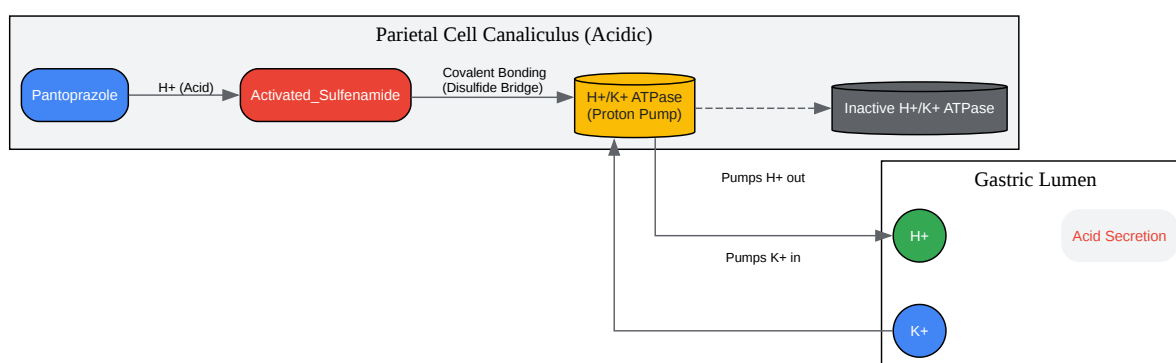 Parietal Cell Canaliculus (Acidic)
Pantoprazole
H+ (Acid)
Activated_Sulfenamide
Covalent Bonding
(Disulfide Bridge)
H+/K+ ATPase
(Proton Pump)
Inactive H+/K+ ATPase
Pumps H+ out
Gastric Lumen
H+
Acid Secretion
Pumps K+ in
K+